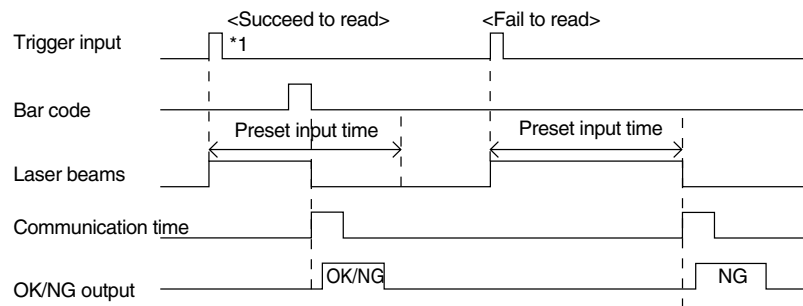 <Succeed to read>
<Fail to read>
Trigger input
*1
Bar code
Preset input time
Preset input time
Laser beams
Communication time
OK/NG output
OK/NG
NG